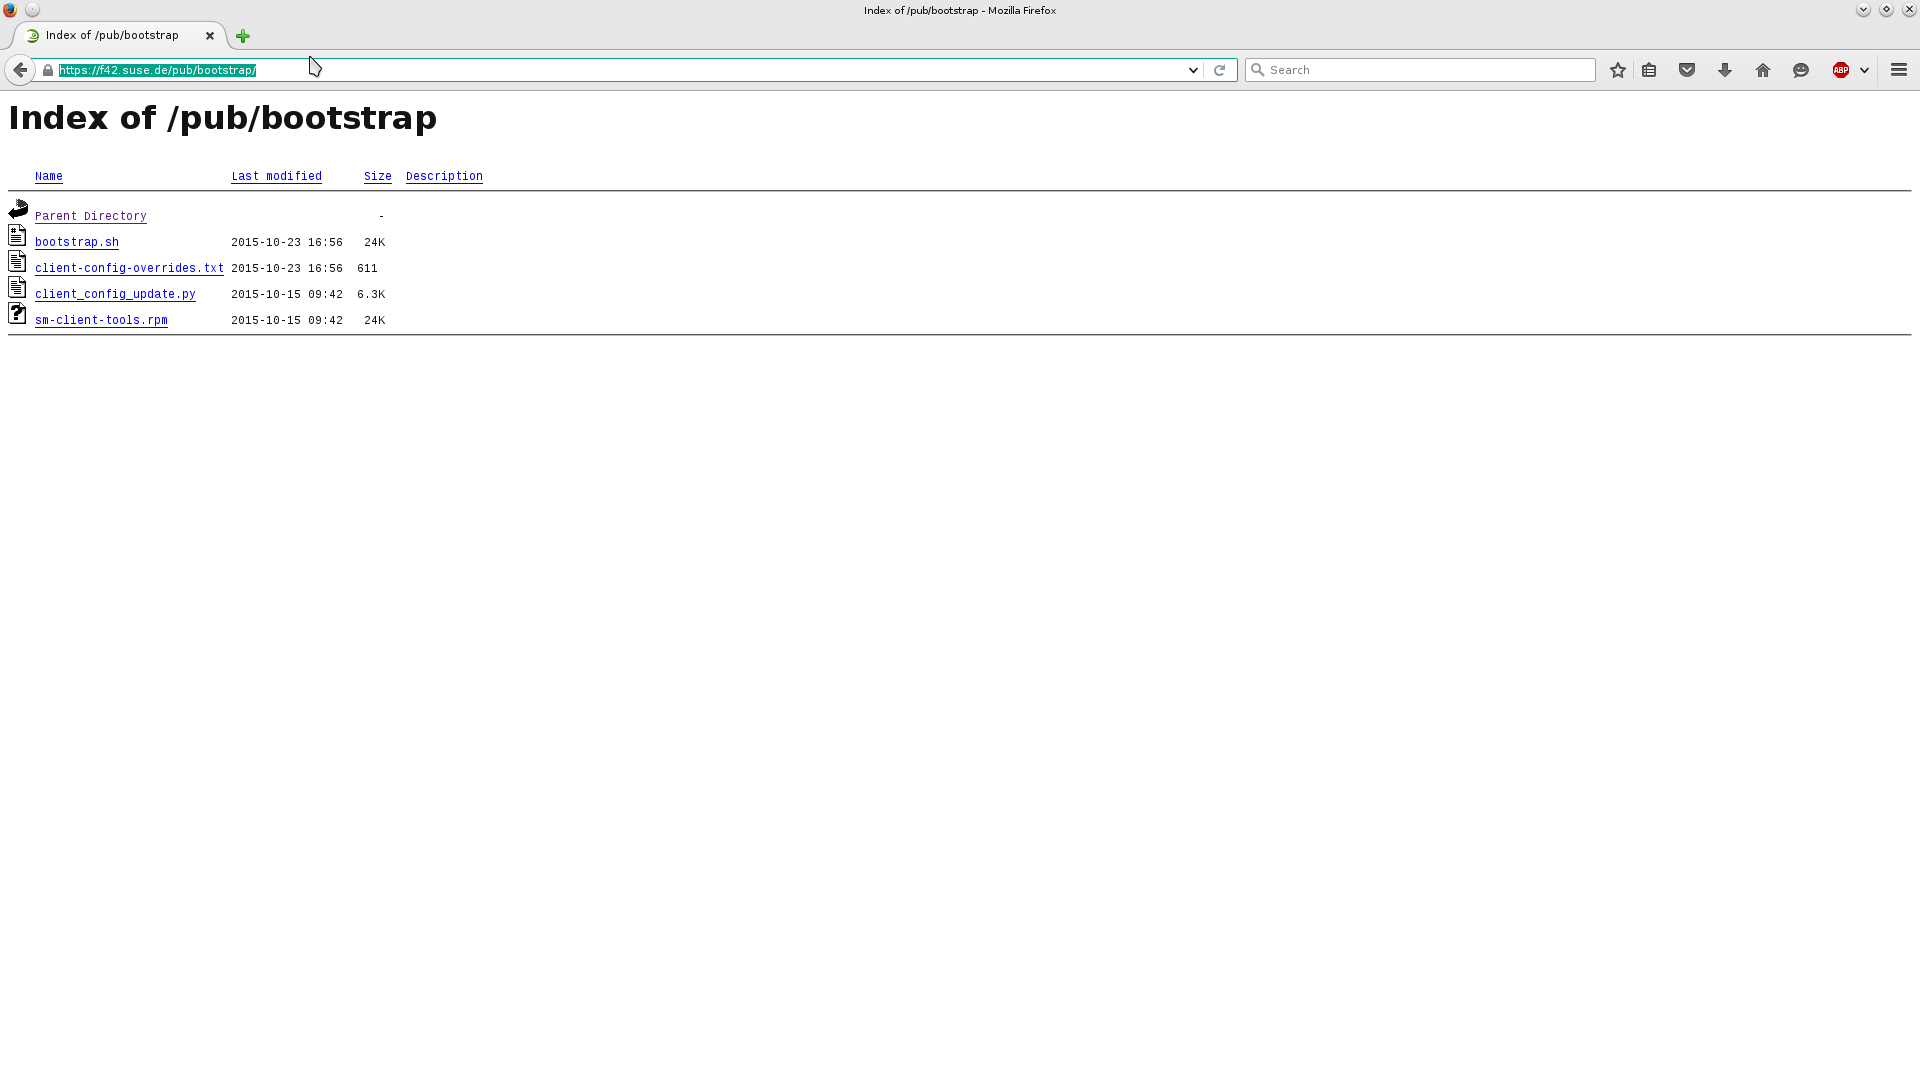 Index of /pub/bootstrap - Mozilla Firefox
Index of /pub/bootstrap
https://f42.suse.de/pub/bootstrap/
Search
ABP
Index of /pub/bootstrap
Name Last modified Size Description
Parent Directory -
bootstrap.sh 2015-10-23 16:56 24K
client-config-overrides.txt 2015-10-23 16:56 611
client_config_update.py 2015-10-15 09:42 6.3K
sm-client-tools.rpm 2015-10-15 09:42 24K